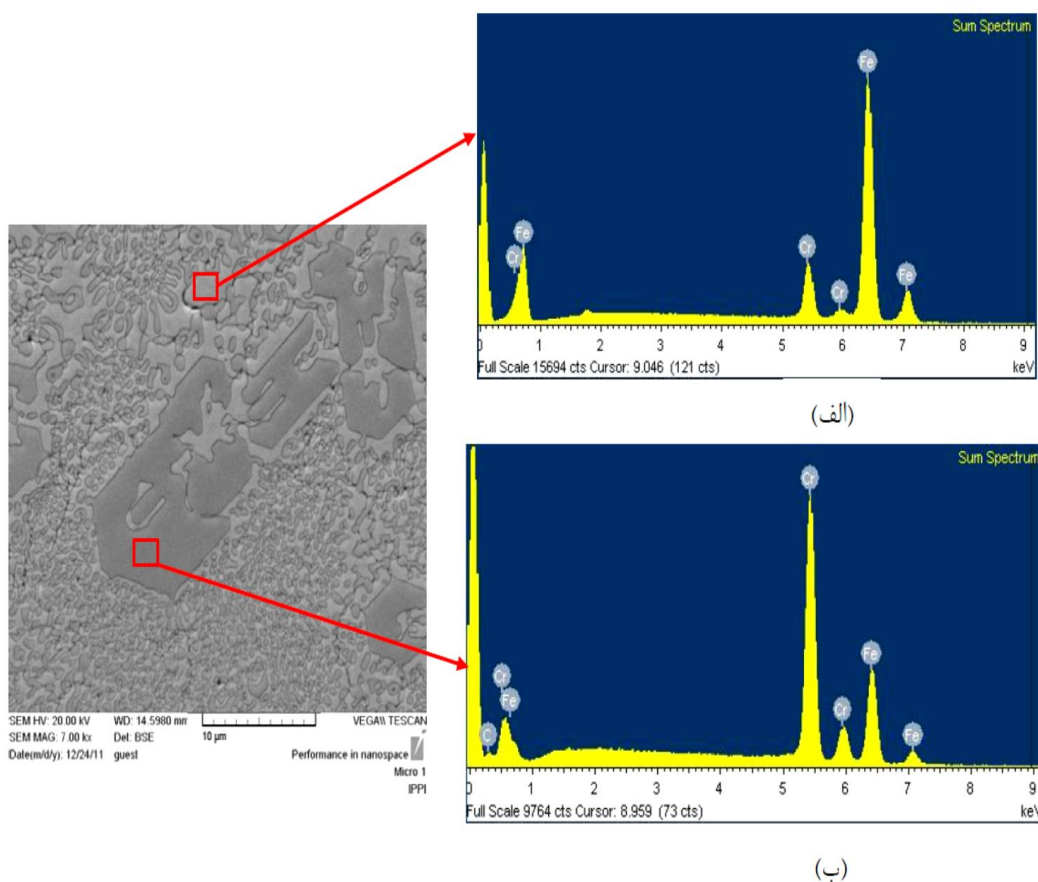 Sum Spectrum
Fe
Fe
Cr
Cr
Cr
Fe
0 1 2 3 4 5 6 7 8 9
Full Scale 15694 cts Cursor: 9.046 (121 cts) keV
(الف)
Sum Spectrum
Cr
Cr
Fe
C
Fe
Cr
Fe
0 1 2 3 4 5 6 7 8 9
Full Scale 9764 cts Cursor: 8.959 (73 cts) keV
(ب)
SEM HV: 20.00 kV WD: 14.5980 mm VEGA\\ TESCAN
SEM MAG: 7.00 kx Det: BSE 10 µm
Date(m/d/y): 12/24/11 guest Performance in nanospace
Micro 1
IPPI